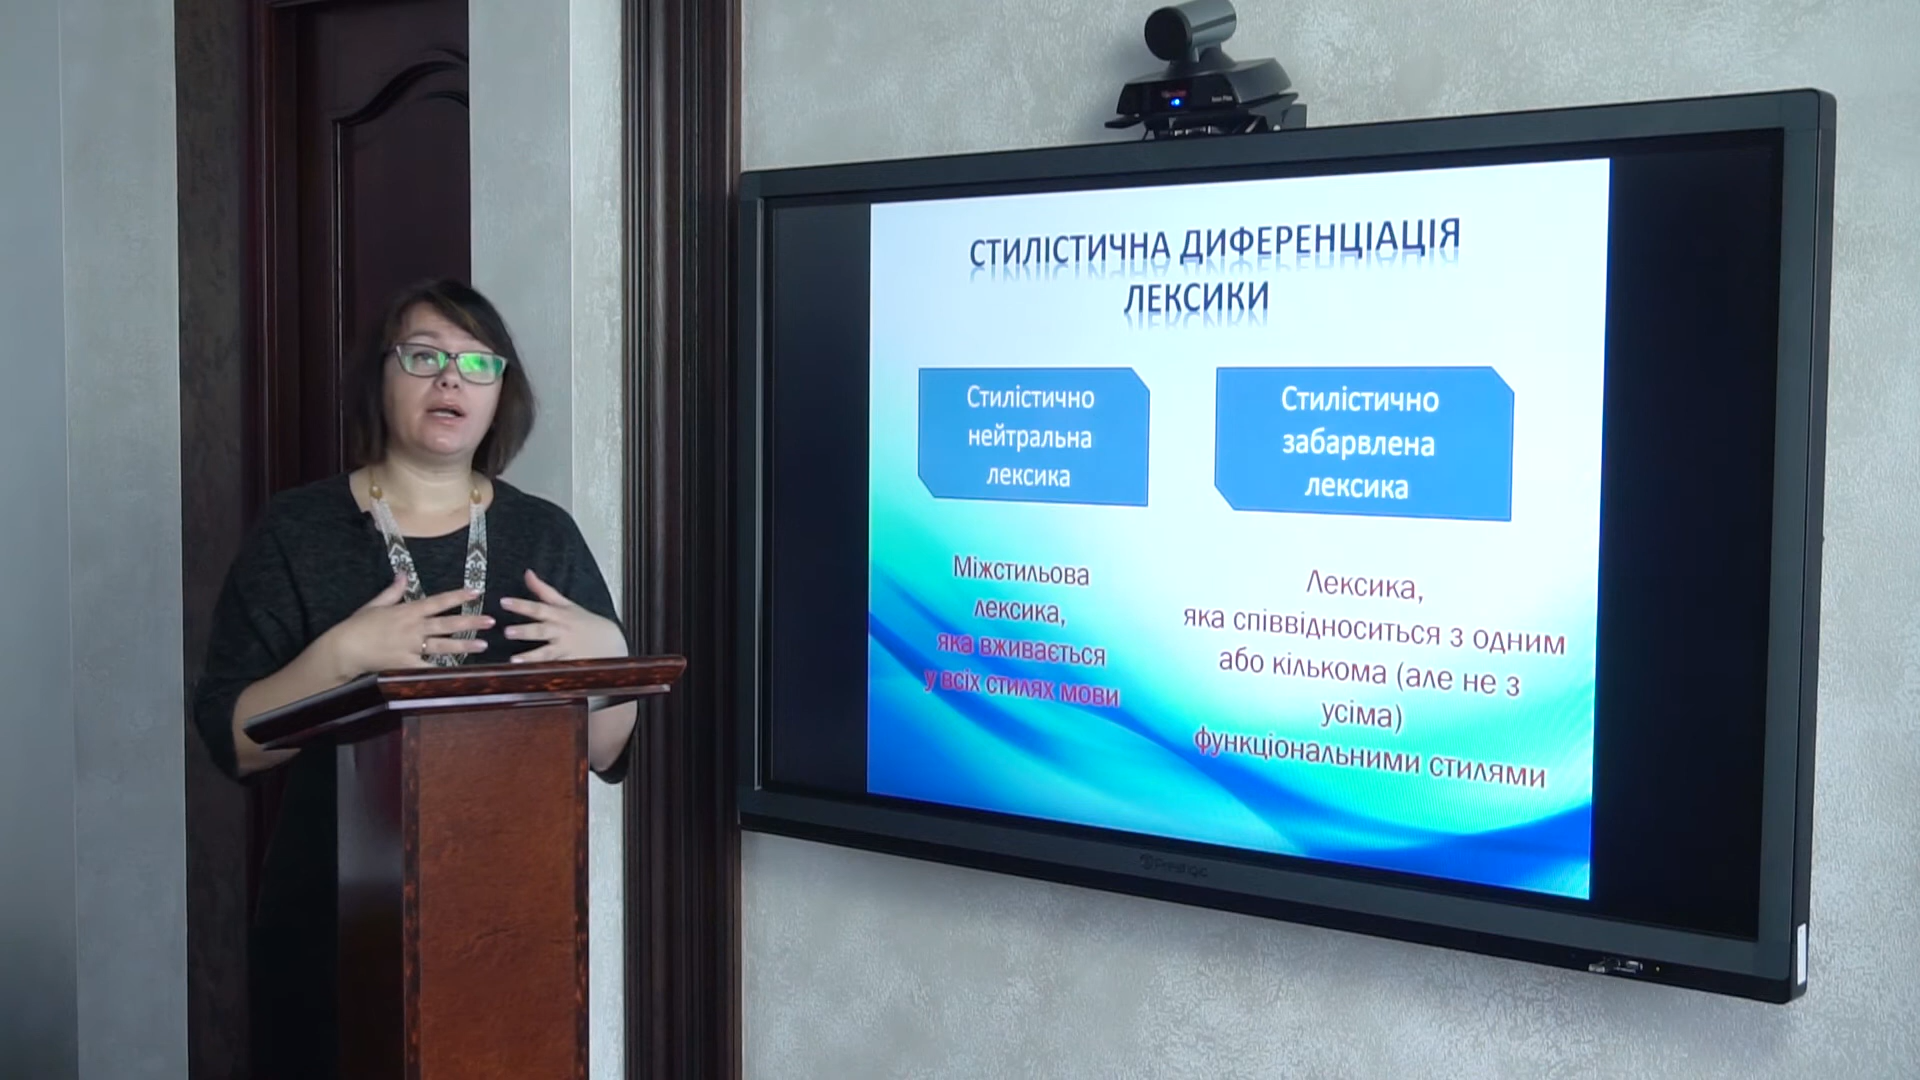 СТИЛІСТИЧНА ДИФЕРЕНЦІАЦІЯ
ЛЕКСИКИ
Стилістично
нейтральна
лексика
Стилістично
забарвлена
лексика
Міжстильова
лексика,
яка вживається
у всіх стилях мови
Лексика,
яка співвідноситься з одним
або кількома (але не з
усіма)
функціональними стилями